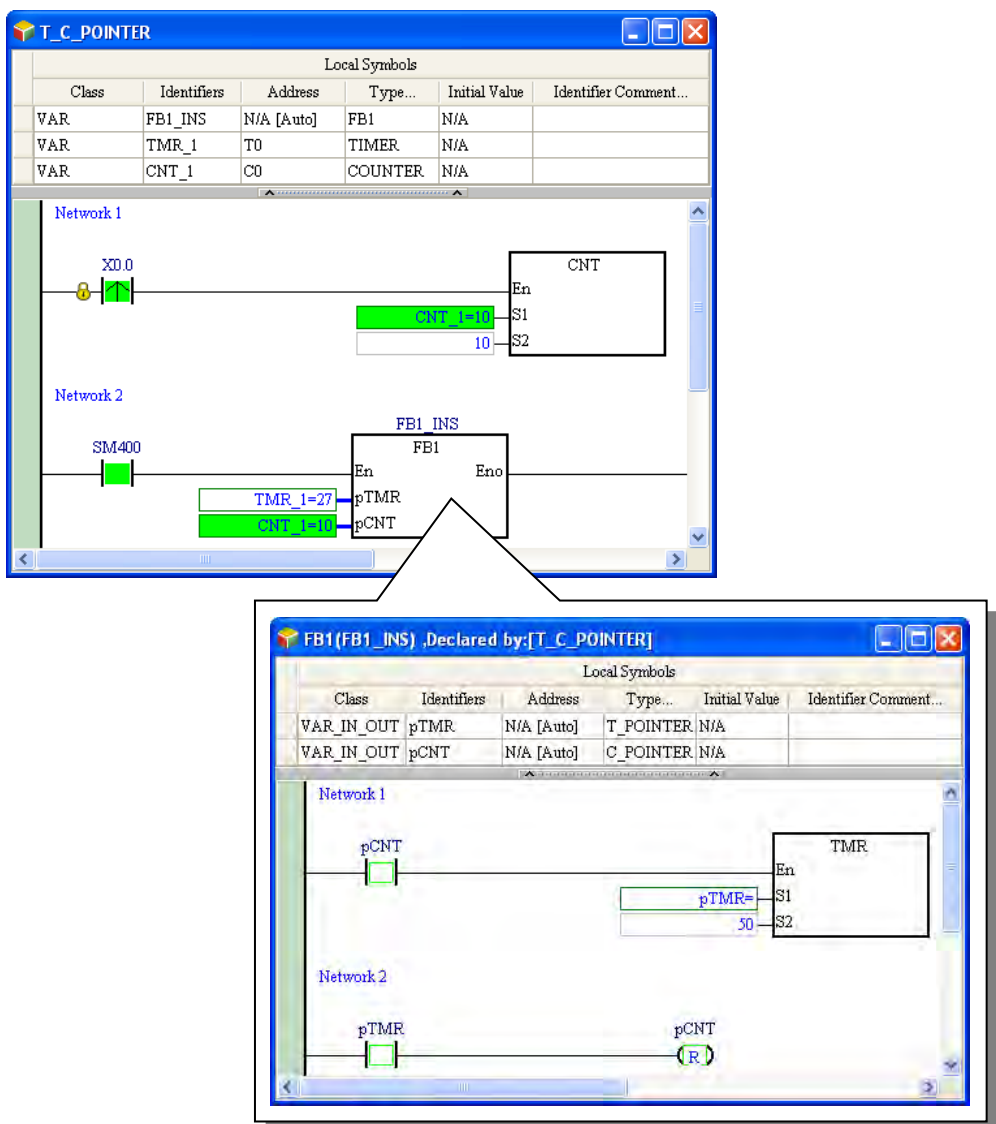 T_C_POINTER
Local Symbols
Class Identifiers Address Type... Initial Value Identifier Comment...
VAR FB1_INS N/A [Auto] FB1 N/A
VAR TMR_1 T0 TIMER N/A
VAR CNT_1 C0 COUNTER N/A
Network 1
X0.0
CNT
En
CNT_1=10 S1
10 S2
Network 2
FB1_INS
SM400
FB1
En Eno
TMR_1=27 pTMR
CNT_1=10 pCNT
FB1(FB1_INS) ,Declared by:[T_C_POINTER]
Local Symbols
Class Identifiers Address Type... Initial Value Identifier Comment...
VAR_IN_OUT pTMR N/A [Auto] T_POINTER N/A
VAR_IN_OUT pCNT N/A [Auto] C_POINTER N/A
Network 1
pCNT
TMR
En
pTMR= S1
50 S2
Network 2
pTMR pCNT
R